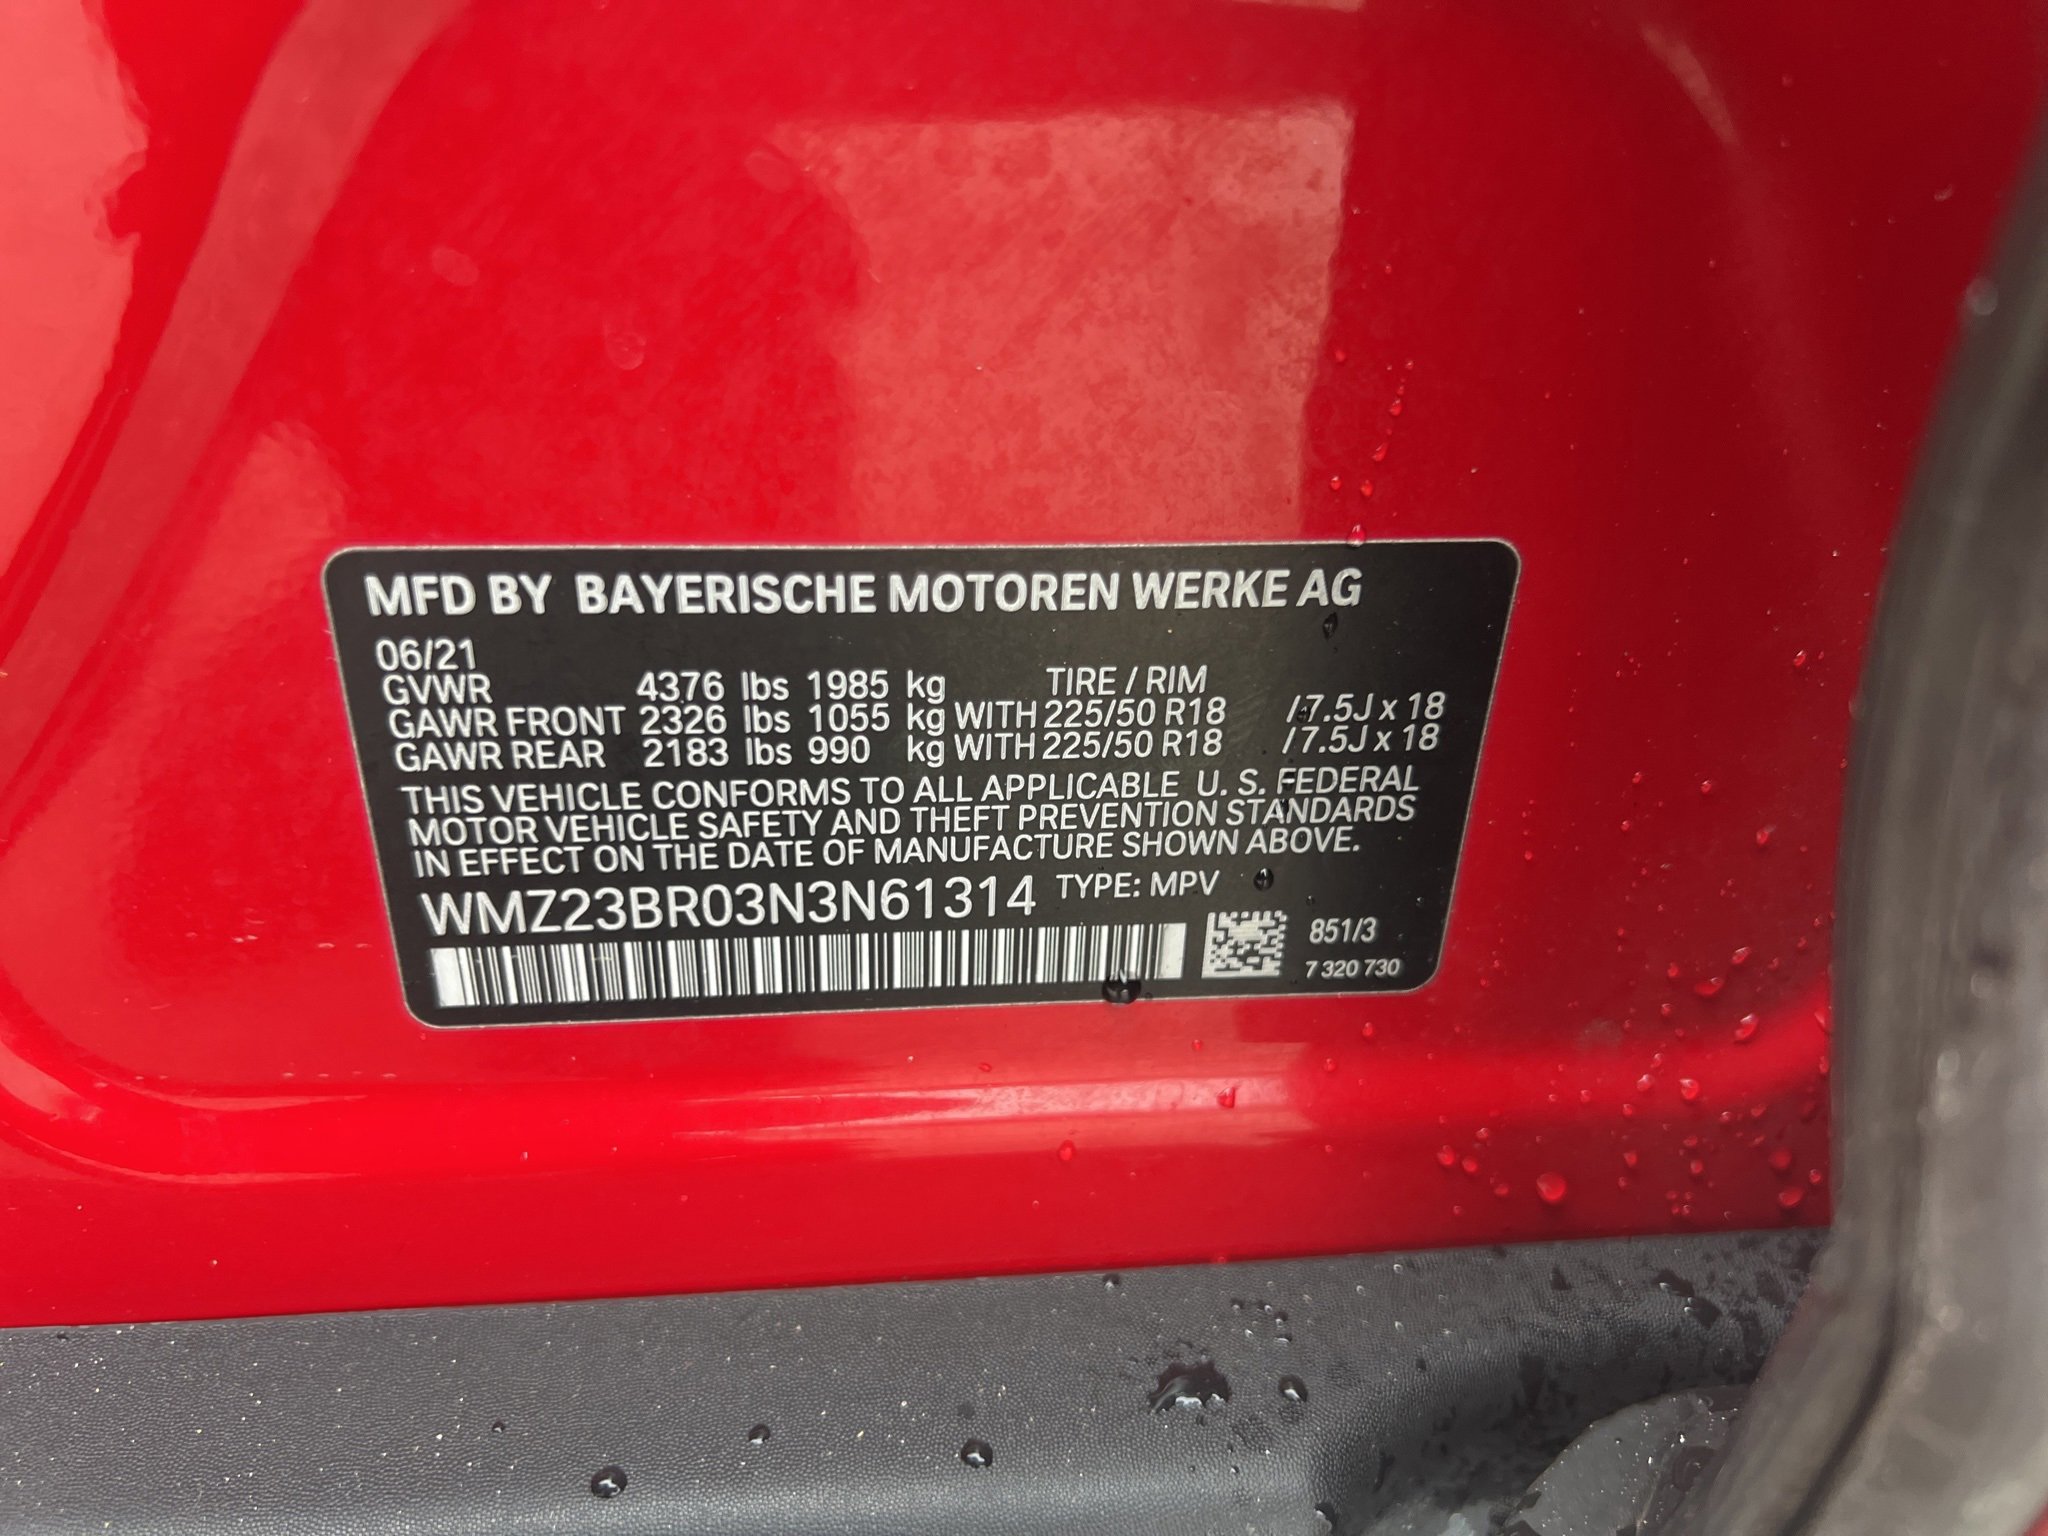 MFD BY BAYERISCHE MOTOREN WERKE AG
06/21
GVWR 4376 lbs 1985 kg TIRE / RIM
GAWR FRONT 2326 lbs 1055 kg WITH 225/50 R18 /7.5J x 18
GAWR REAR 2183 lbs 990 kg WITH 225/50 R18 /7.5J x 18
THIS VEHICLE CONFORMS TO ALL APPLICABLE U. S. FEDERAL
MOTOR VEHICLE SAFETY AND THEFT PREVENTION STANDARDS
IN EFFECT ON THE DATE OF MANUFACTURE SHOWN ABOVE.
WMZ23BR03N3N61314 TYPE: MPV
851/3
7 320 730